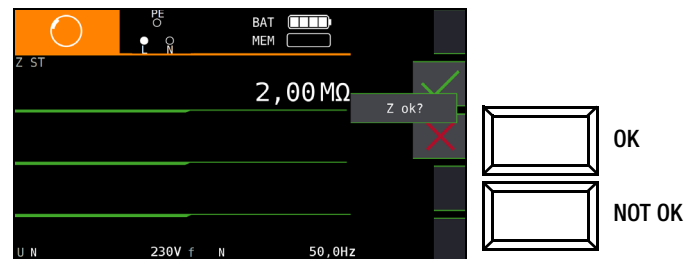 PE
BAT
L N
MEM
Z ST
2,00 MΩ
Z ok?
OK
NOT OK
U N 230V f N 50,0Hz